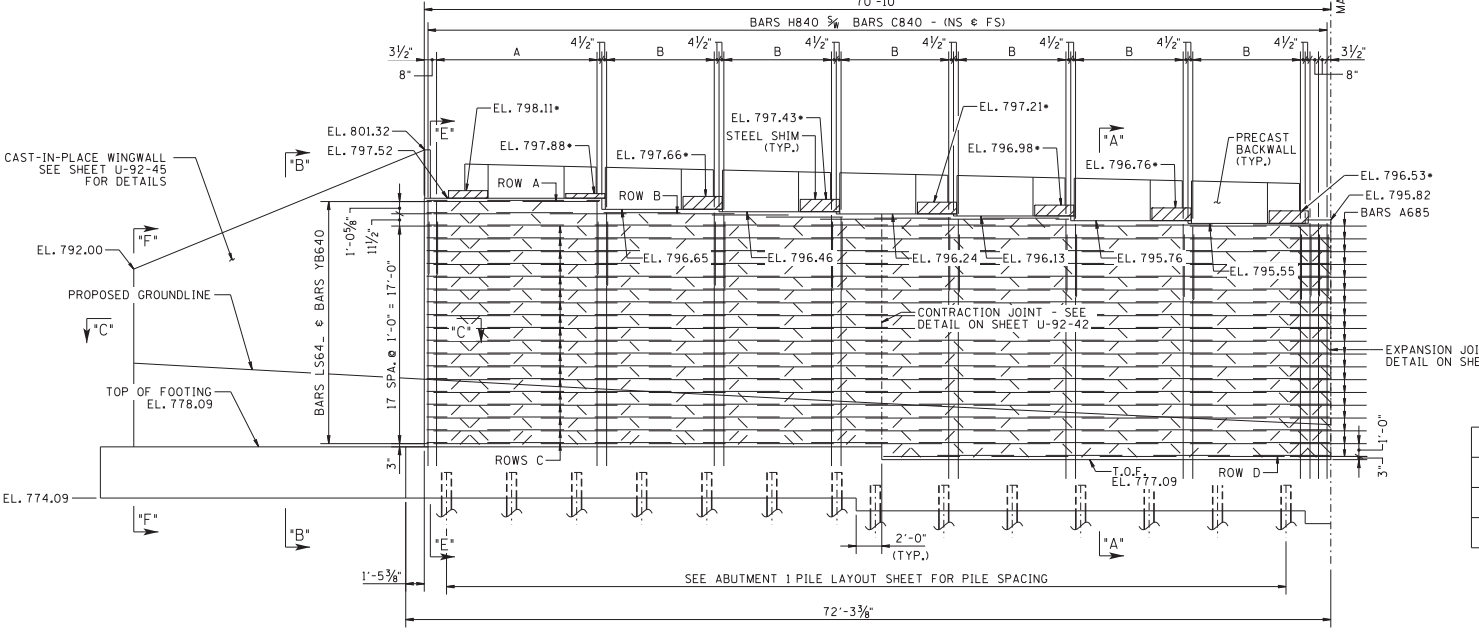 70'-10"
MA
BARS H840 S/W BARS C840 - (NS & FS)
3½" A 4½" B 4½" B 4½" B 4½" B 4½" B 4½" B 4½" 3½"
8" 8"
EL. 798.11*
EL. 801.32
EL. 797.52
"E"
EL. 797.88*
EL. 797.66*
EL. 797.43*
STEEL SHIM
(TYP.)
EL. 797.21*
EL. 796.98*
"A"
EL. 796.76*
PRECAST
BACKWALL
(TYP.)
EL. 796.53*
EL. 795.82
BARS A685
CAST-IN-PLACE WINGWALL
SEE SHEET U-92-45
FOR DETAILS
"B"
ROW A
ROW B
"F"
EL. 792.00
1'-0⅝"
11½"
EL. 796.65
EL. 796.46
EL. 796.24
EL. 796.13
EL. 795.76
EL. 795.55
PROPOSED GROUNDLINE
"C"
"C"
BARS LS64_ & BARS YB640
17 SPA. @ 1'-0" = 17'-0"
CONTRACTION JOINT - SEE
DETAIL ON SHEET U-92-42
EXPANSION JOI
DETAIL ON SHE
TOP OF FOOTING
EL. 778.09
3"
ROWS C
T.O.F.
EL. 777.09
ROW D
1'-0"
3"
EL. 774.09
"F"
"B"
"E"
2'-0"
(TYP.)
"A"
1'-5⅜"
SEE ABUTMENT 1 PILE LAYOUT SHEET FOR PILE SPACING
72'-3⅜"